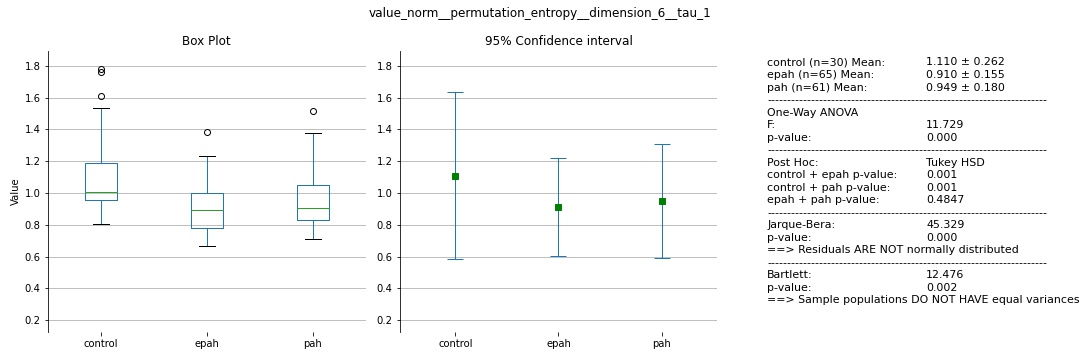 value_norm__permutation_entropy__dimension_6__tau_1
Box Plot
Value
1.8
1.6
1.4
1.2
1.0
0.8
0.6
0.4
0.2
control epah pah
95% Confidence interval
1.8
1.6
1.4
1.2
1.0
0.8
0.6
0.4
0.2
control epah pah
control (n=30) Mean: 1.110 ± 0.262
epah (n=65) Mean: 0.910 ± 0.155
pah (n=61) Mean: 0.949 ± 0.180
One-Way ANOVA
F: 11.729
p-value: 0.000
Post Hoc: Tukey HSD
control + epah p-value: 0.001
control + pah p-value: 0.001
epah + pah p-value: 0.4847
Jarque-Bera: 45.329
p-value: 0.000
==> Residuals ARE NOT normally distributed
Bartlett: 12.476
p-value: 0.002
==> Sample populations DO NOT HAVE equal variances